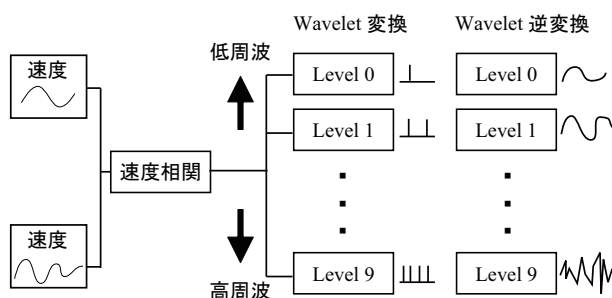 Wavelet 変換
Wavelet 逆変換
低周波
速度
Level 0
Level 0
Level 1
Level 1
速度相関
速度
Level 9
Level 9
高周波